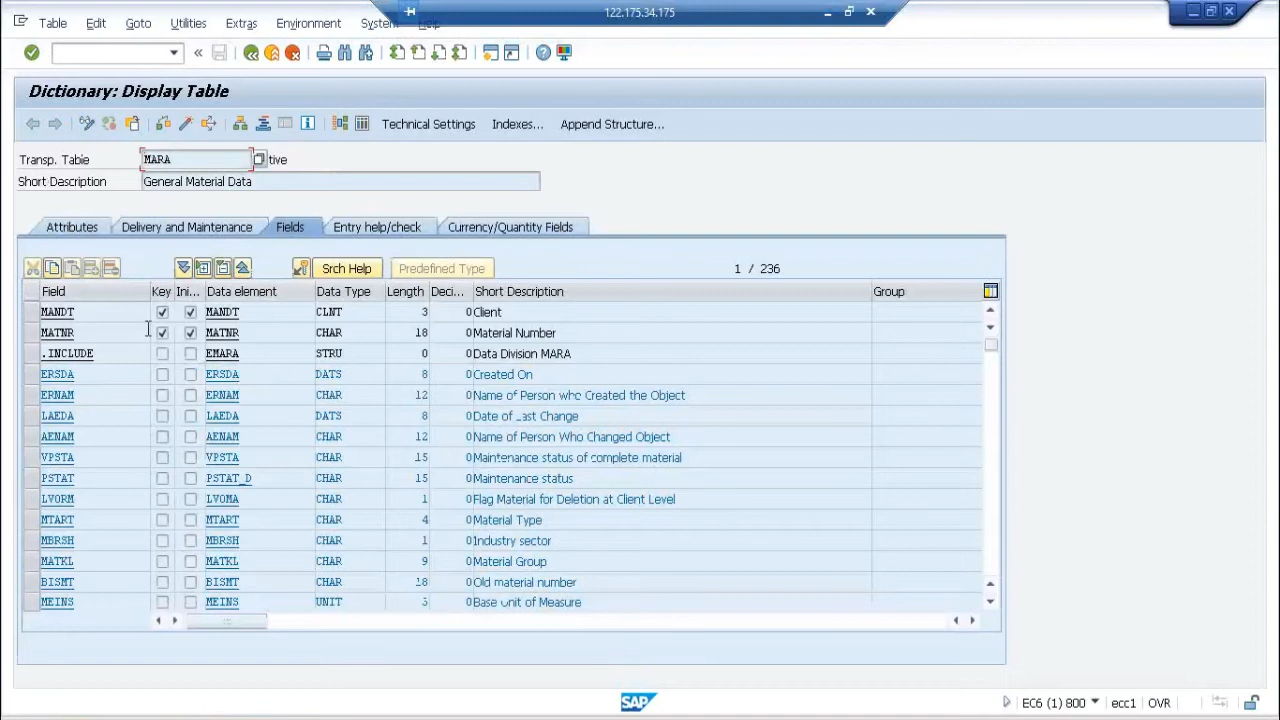 122.175.34.175
Table Edit Goto Utilities Extras Environment System Help
Dictionary: Display Table
Technical Settings Indexes... Append Structure...
Transp. Table MARA tive
Short Description General Material Data
Attributes Delivery and Maintenance Fields Entry help/check Currency/Quantity Fields
Srch Help Predefined Type 1 / 236
Field Key Ini... Data element Data Type Length Deci... Short Description Group
MANDT MANDT CLNT 3 0 Client
MATNR MATNR CHAR 18 0 Material Number
.INCLUDE EMARA STRU 0 0 Data Division MARA
ERSDA ERSDA DATS 8 0 Created On
ERNAM ERNAM CHAR 12 0 Name of Person who Created the Object
LAEDA LAEDA DATS 8 0 Date of Last Change
AENAM AENAM CHAR 12 0 Name of Person Who Changed Object
VPSTA VPSTA CHAR 15 0 Maintenance status of complete material
PSTAT PSTAT_D CHAR 15 0 Maintenance status
LVORM LVOMA CHAR 1 0 Flag Material for Deletion at Client Level
MTART MTART CHAR 4 0 Material Type
MBRSH MBRSH CHAR 1 0 Industry sector
MATKL MATKL CHAR 9 0 Material Group
BISMT BISMT CHAR 18 0 Old material number
MEINS MEINS UNIT 3 0 Base Unit of Measure
SAP EC6 (1) 800 ecc1 OVR